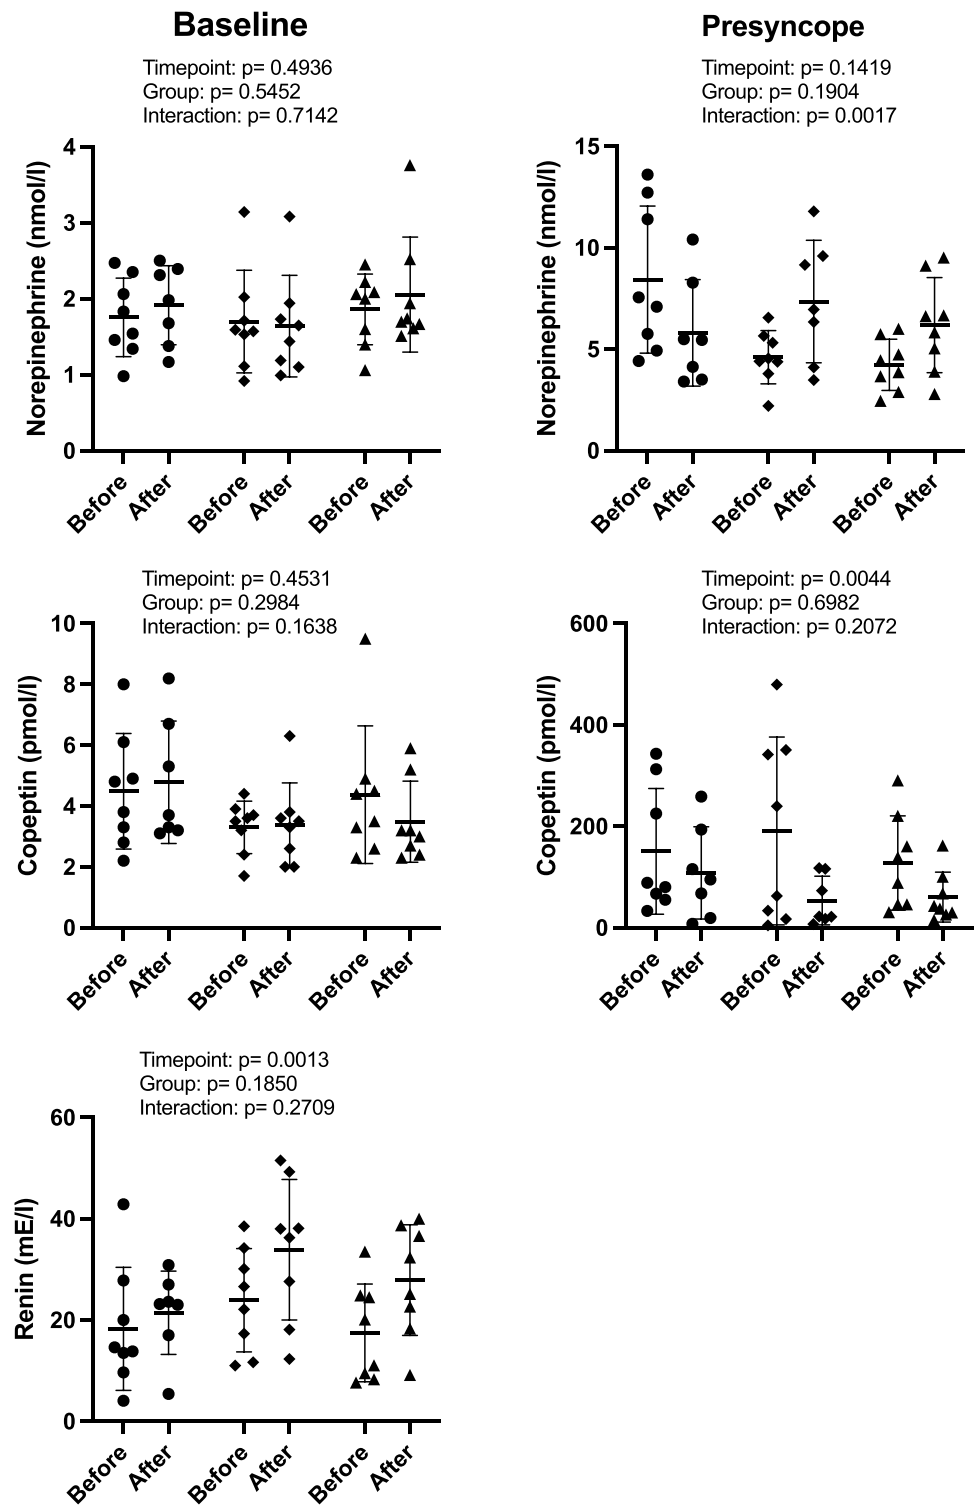 Baseline
Presyncope
Timepoint: p= 0.4936
Group: p= 0.5452
Interaction: p= 0.7142
Norepinephrine (nmol/l)
4
3
2
1
0
Before After Before After Before After
Timepoint: p= 0.1419
Group: p= 0.1904
Interaction: p= 0.0017
Norepinephrine (nmol/l)
15
10
5
0
Before After Before After Before After
Timepoint: p= 0.4531
Group: p= 0.2984
Interaction: p= 0.1638
Copeptin (pmol/l)
10
8
6
4
2
0
Before After Before After Before After
Timepoint: p= 0.0044
Group: p= 0.6982
Interaction: p= 0.2072
Copeptin (pmol/l)
600
400
200
0
Before After Before After Before After
Timepoint: p= 0.0013
Group: p= 0.1850
Interaction: p= 0.2709
Renin (mE/l)
60
40
20
0
Before After Before After Before After